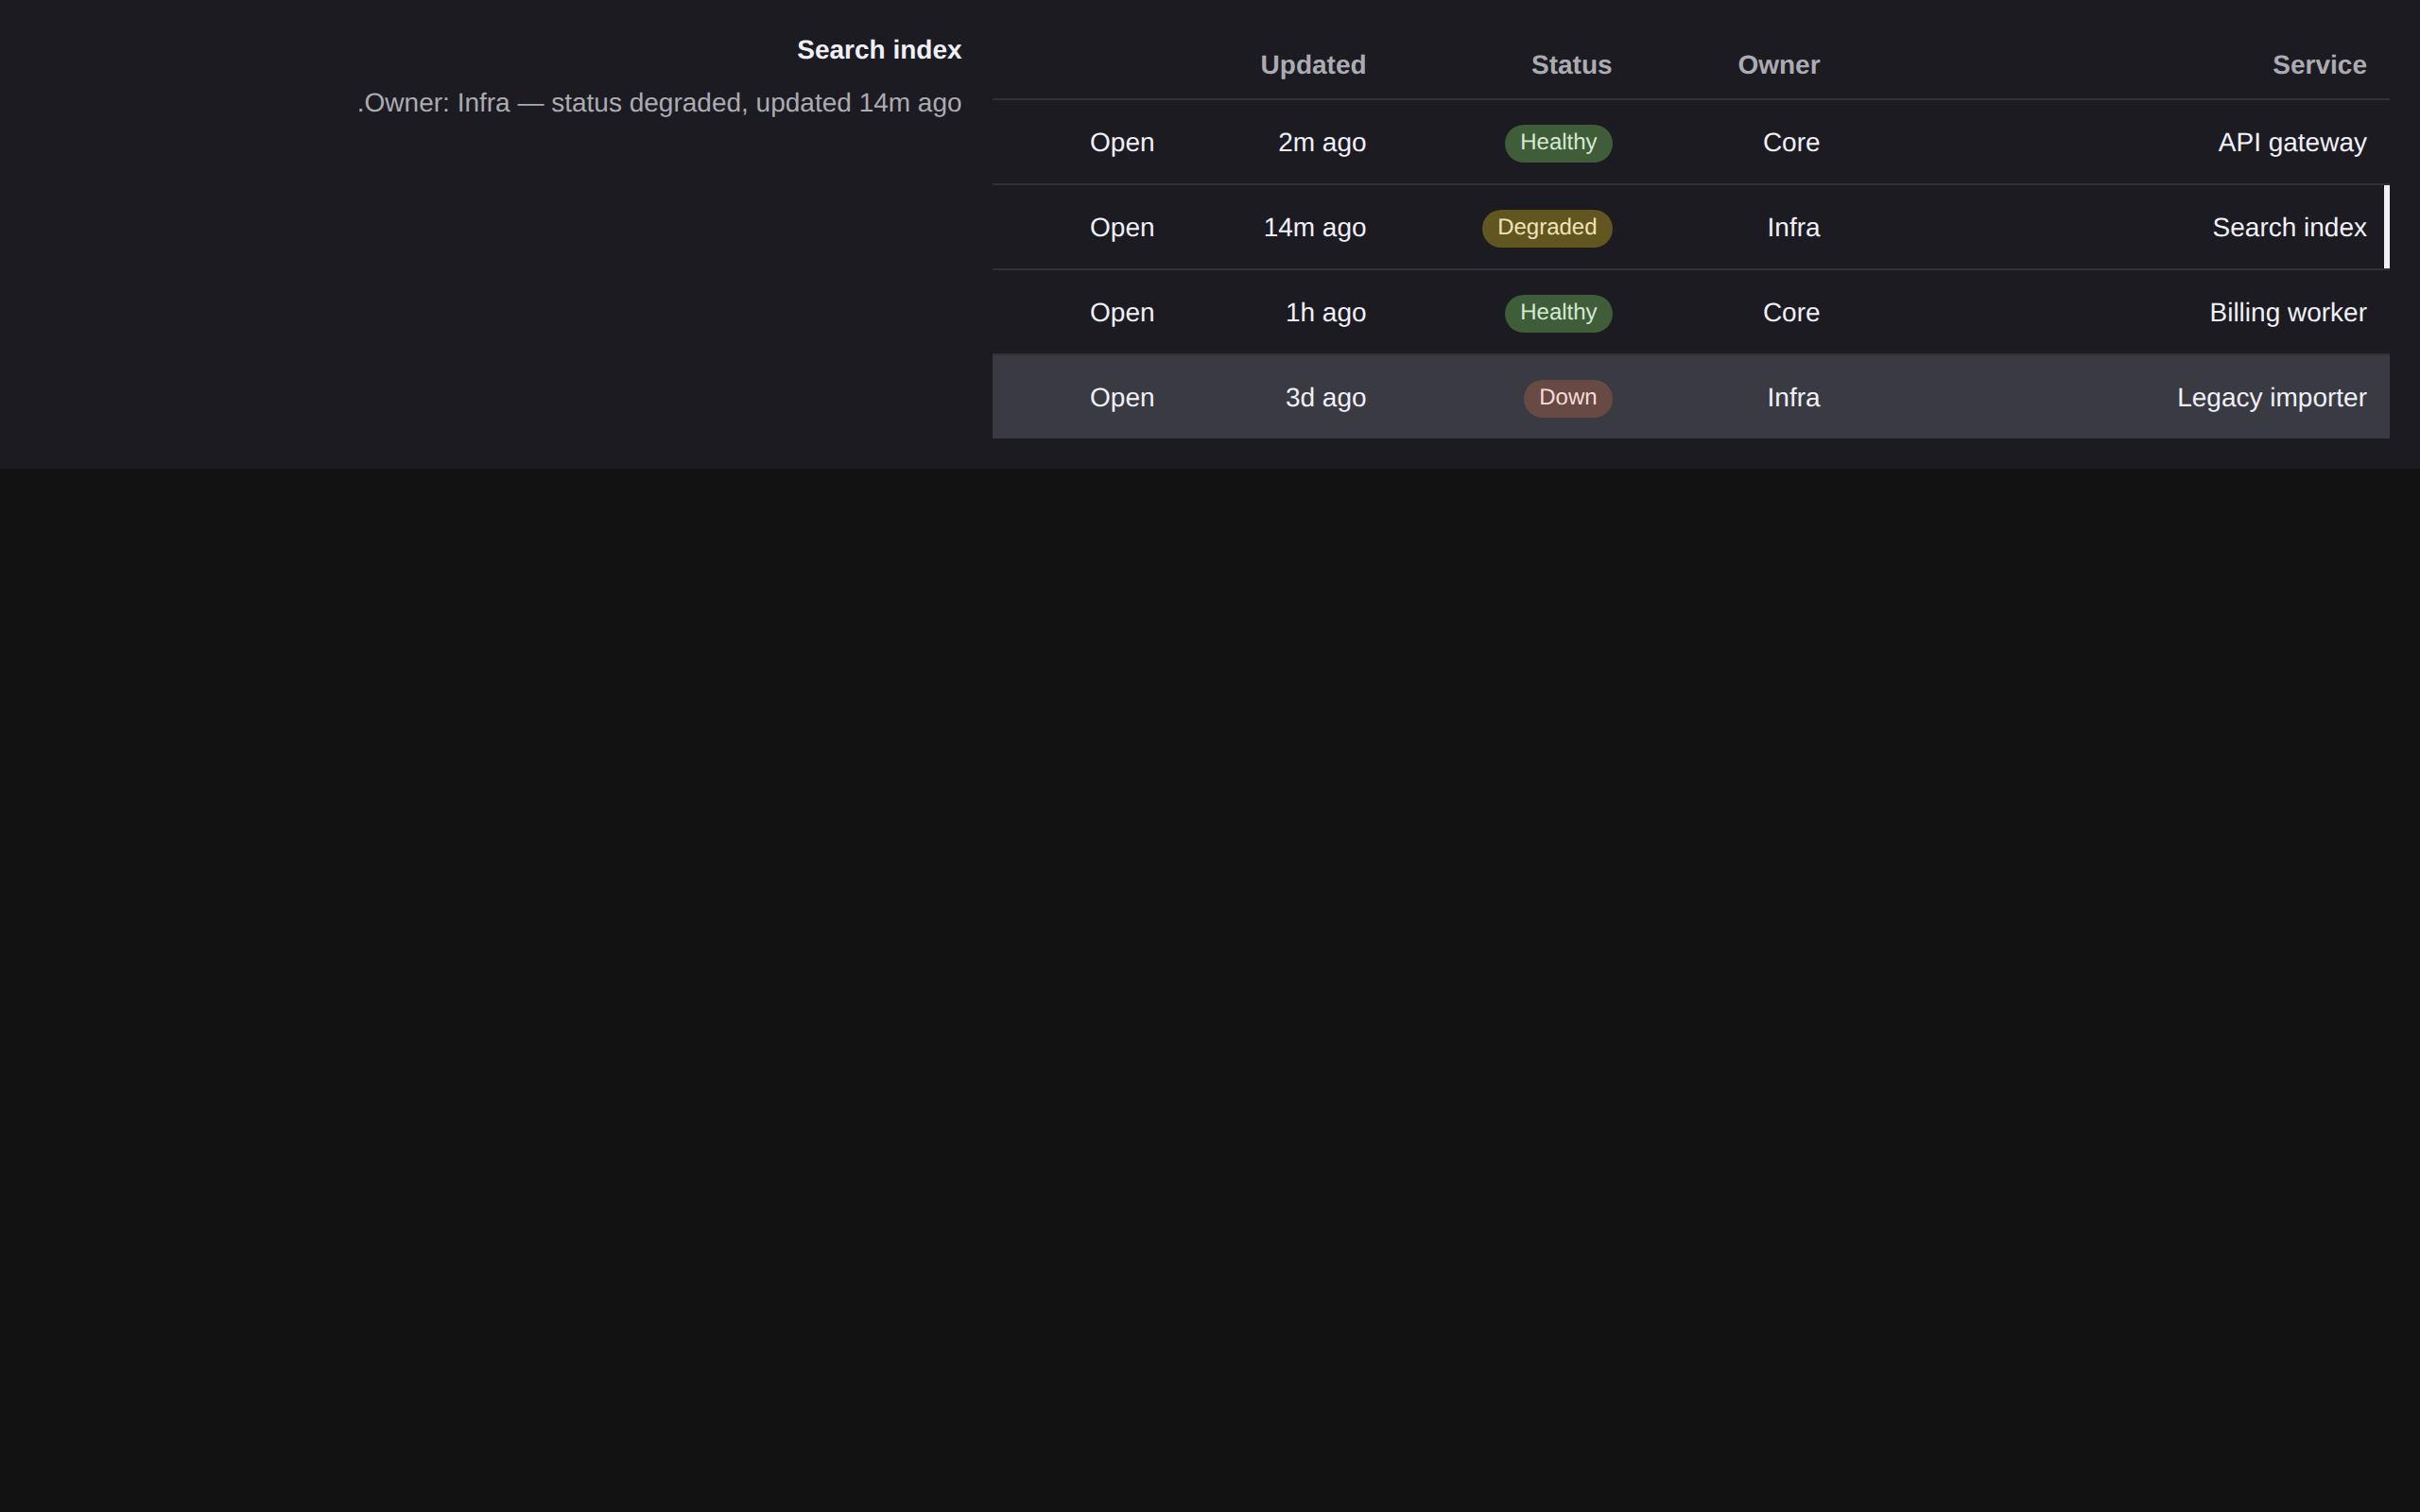 Service Owner Status Updated
API gateway Core Healthy 2m ago Open
Search index Infra Degraded 14m ago Open
Billing worker Core Healthy 1h ago Open
Legacy importer Infra Down 3d ago Open
Search index
.Owner: Infra — status degraded, updated 14m ago